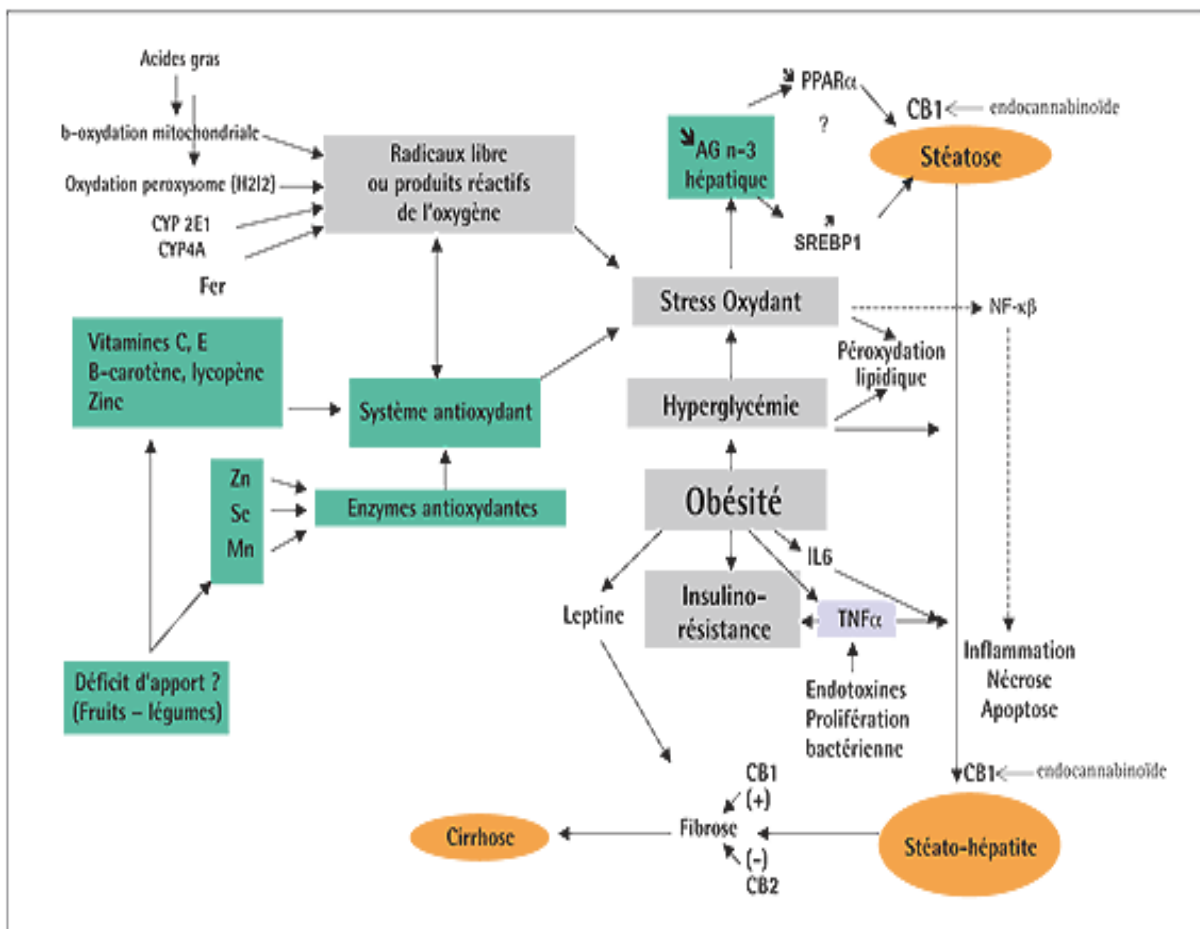 Acides gras
b-oxydation mitochondriale
Oxydation peroxysome (H2I2)
CYP 2E1
CYP4A
Fer
Radicaux libre
ou produits réactifs
de l'oxygène
Vitamines C, E
B-carotène, lycopène
Zinc
Système antioxydant
Zn
Se
Mn
Enzymes antioxydantes
Déficit d'apport ?
(Fruits – légumes)
AG n-3
hépatique
PPARα
?
SREBP1
CB1
endocannabinoïde
Stéatose
Stress Oxydant
NF-κβ
Péroxydation
lipidique
Hyperglycémie
Obésité
IL6
Insulino-
résistance
TNFα
Leptine
Endotoxines
Prolifération
bactérienne
Inflammation
Nécrose
Apoptose
CB1
endocannabinoïde
Stéato-hépatite
CB1
(+)
Fibrose
(-)
CB2
Cirrhose